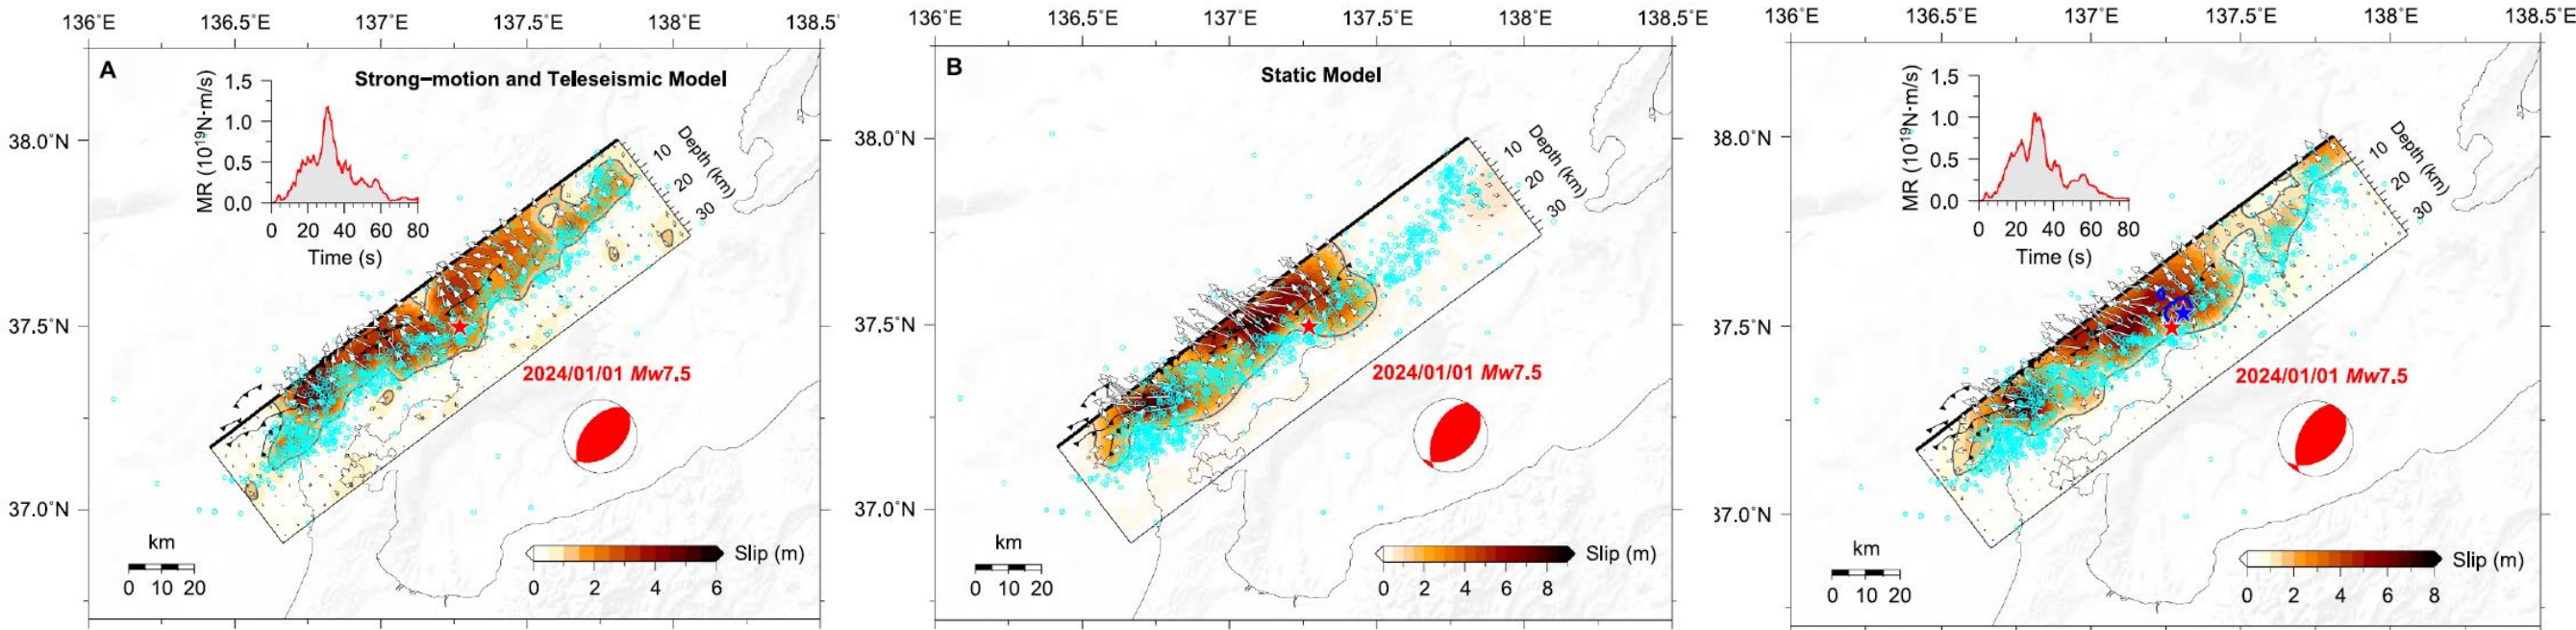 136˚E 136.5˚E 137˚E 137.5˚E 138˚E 138.5˚
A
Strong−motion and Teleseismic Model
MR (10¹⁹N·m/s)
1.5
1.0
0.5
0.0
0 20 40 60 80
Time (s)
38.0˚N
37.5˚N
37.0˚N
Depth (km)
10
20
30
2024/01/01 Mw7.5
km
0 10 20
Slip (m)
0 2 4 6
136˚E 136.5˚E 137˚E 137.5˚E 138˚E 138.5˚E
B
Static Model
38.0˚N
37.5˚N
37.0˚N
Depth (km)
10
20
30
2024/01/01 Mw7.5
km
0 10 20
Slip (m)
0 2 4 6 8
136˚E 136.5˚E 137˚E 137.5˚E 138˚E 138.5˚E
MR (10¹⁹N·m/s)
1.5
1.0
0.5
0.0
0 20 40 60 80
Time (s)
38.0˚N
37.5˚N
37.0˚N
Depth (km)
10
20
30
2024/01/01 Mw7.5
km
0 10 20
Slip (m)
0 2 4 6 8